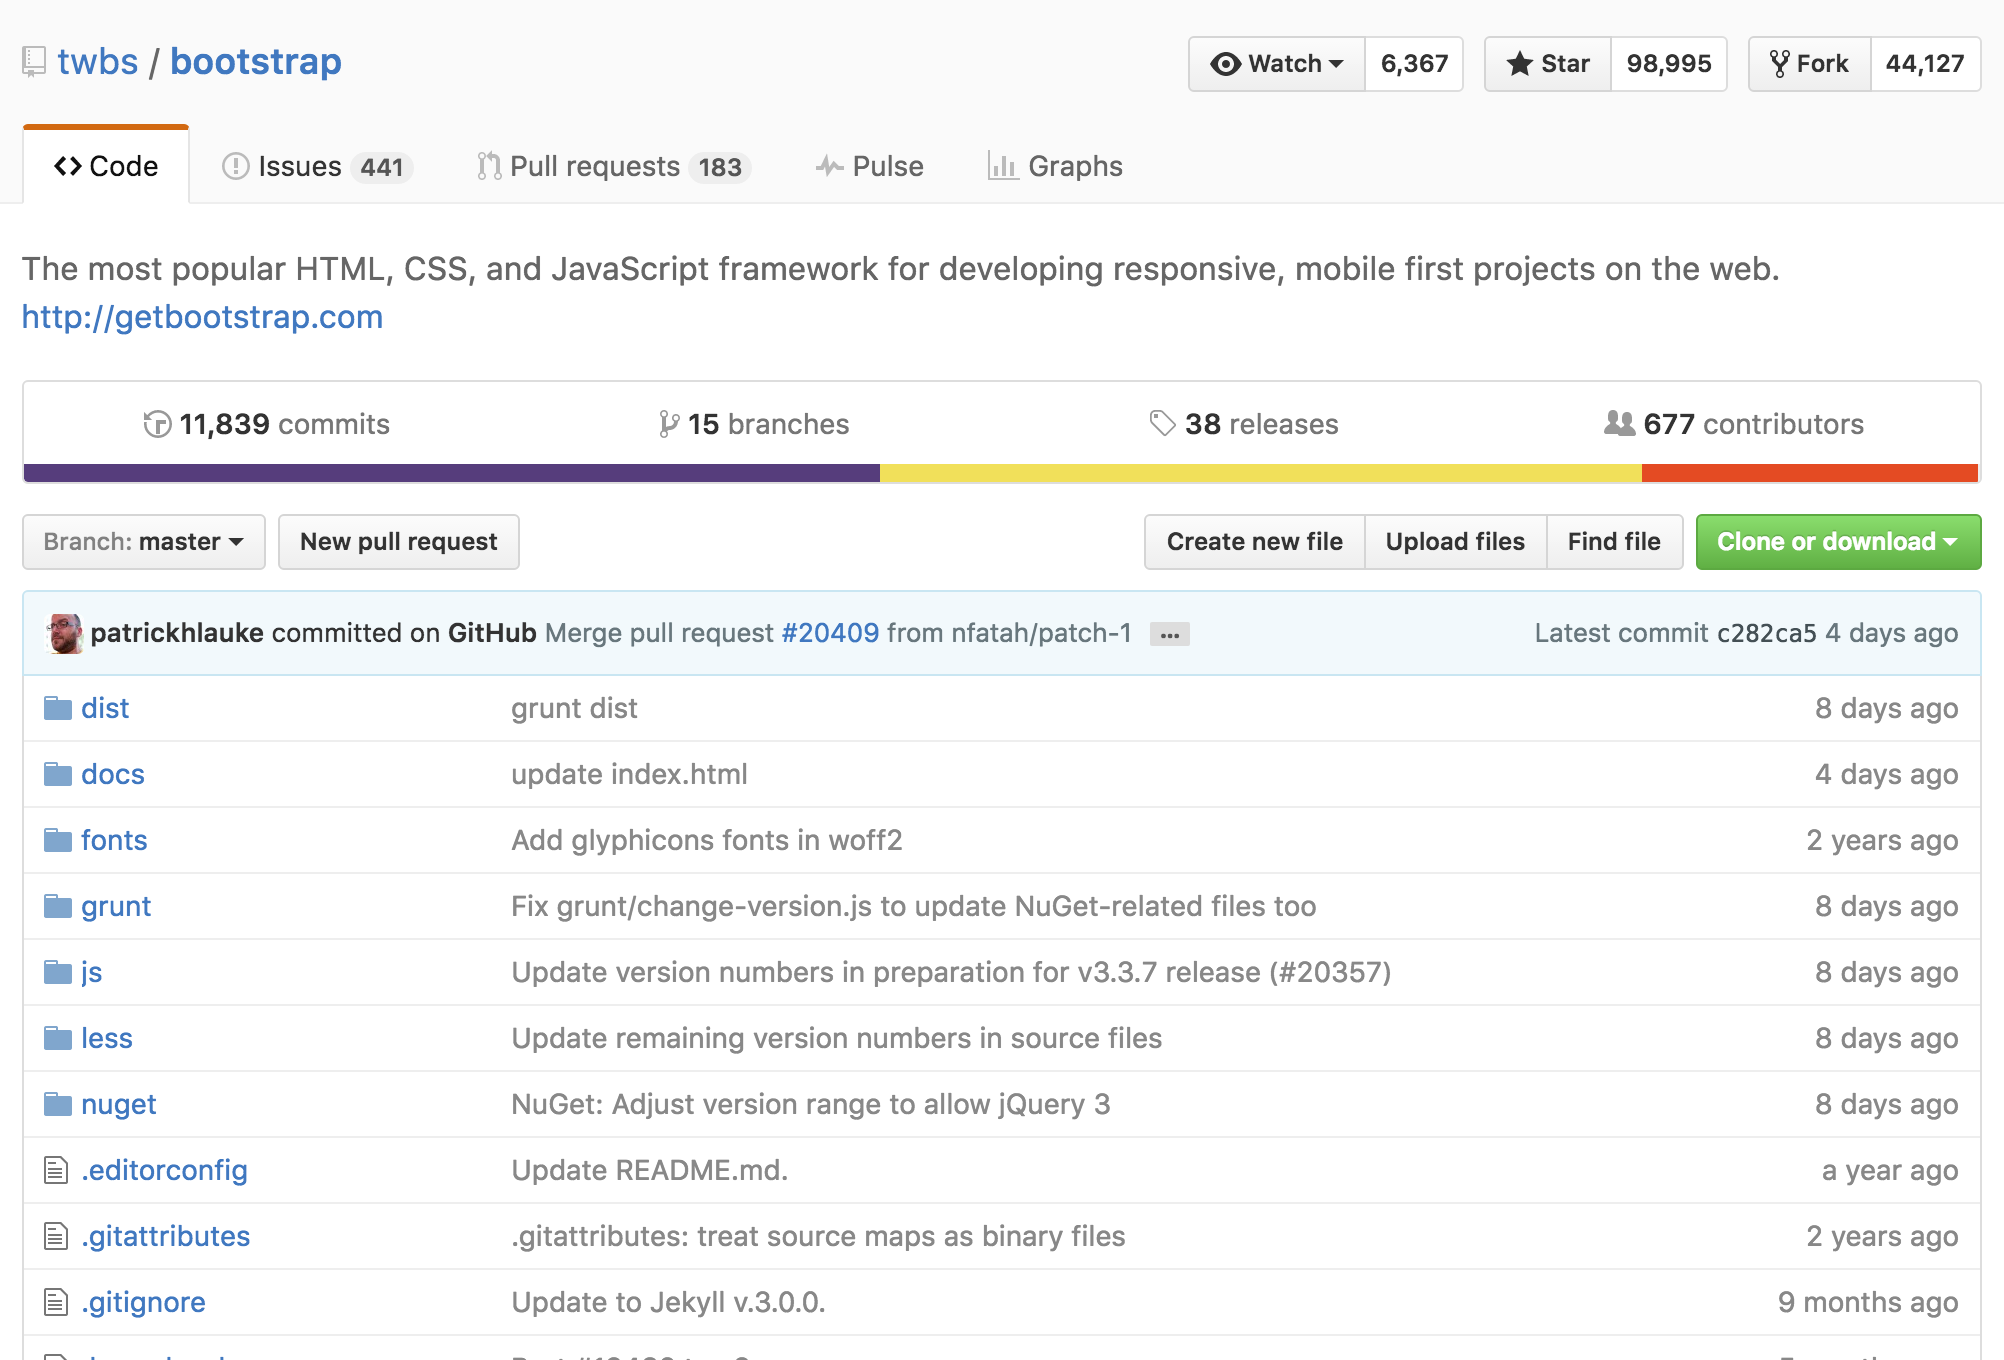 twbs / bootstrap
Watch 6,367 Star 98,995 Fork 44,127
Code Issues 441 Pull requests 183 Pulse Graphs
The most popular HTML, CSS, and JavaScript framework for developing responsive, mobile first projects on the web.
http://getbootstrap.com
11,839 commits 15 branches 38 releases 677 contributors
Branch: master New pull request Create new file Upload files Find file Clone or download
patrickhlauke committed on GitHub Merge pull request #20409 from nfatah/patch-1 ... Latest commit c282ca5 4 days ago
dist grunt dist 8 days ago
docs update index.html 4 days ago
fonts Add glyphicons fonts in woff2 2 years ago
grunt Fix grunt/change-version.js to update NuGet-related files too 8 days ago
js Update version numbers in preparation for v3.3.7 release (#20357) 8 days ago
less Update remaining version numbers in source files 8 days ago
nuget NuGet: Adjust version range to allow jQuery 3 8 days ago
.editorconfig Update README.md. a year ago
.gitattributes .gitattributes: treat source maps as binary files 2 years ago
.gitignore Update to Jekyll v.3.0.0. 9 months ago